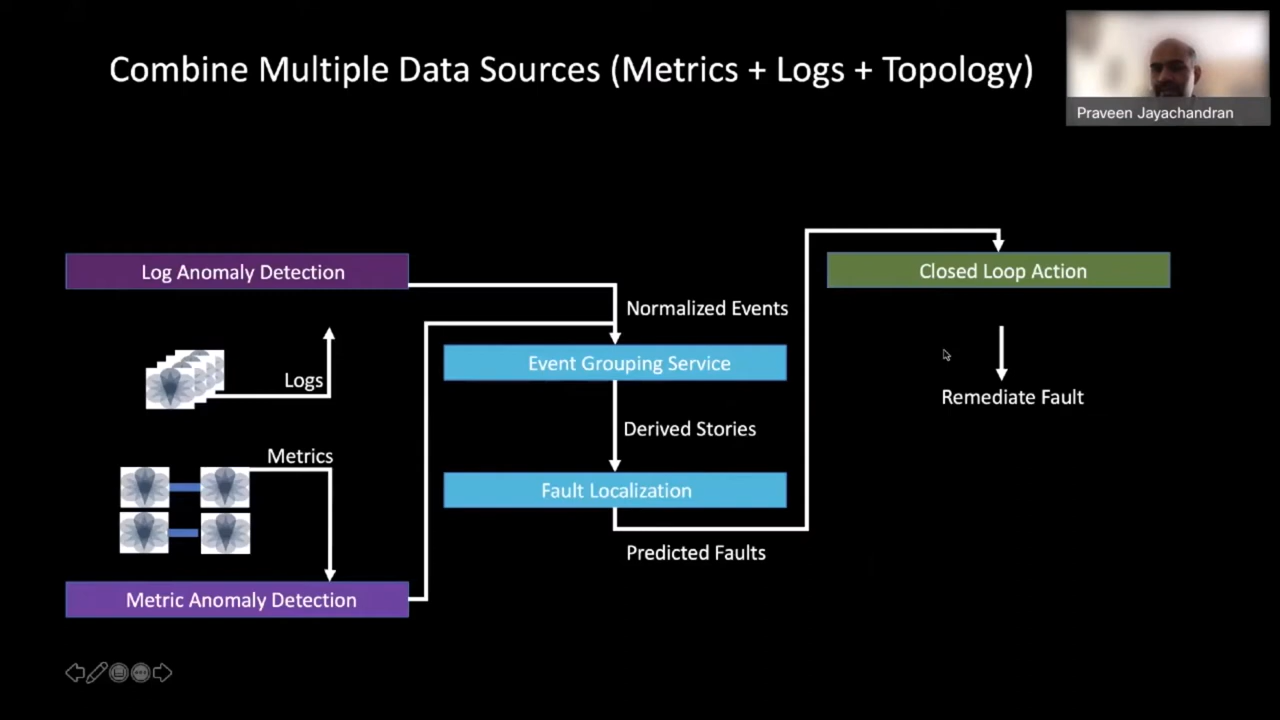 Combine Multiple Data Sources (Metrics + Logs + Topology)
Praveen Jayachandran
Log Anomaly Detection
Logs
Metrics
Metric Anomaly Detection
Normalized Events
Event Grouping Service
Derived Stories
Fault Localization
Predicted Faults
Closed Loop Action
Remediate Fault